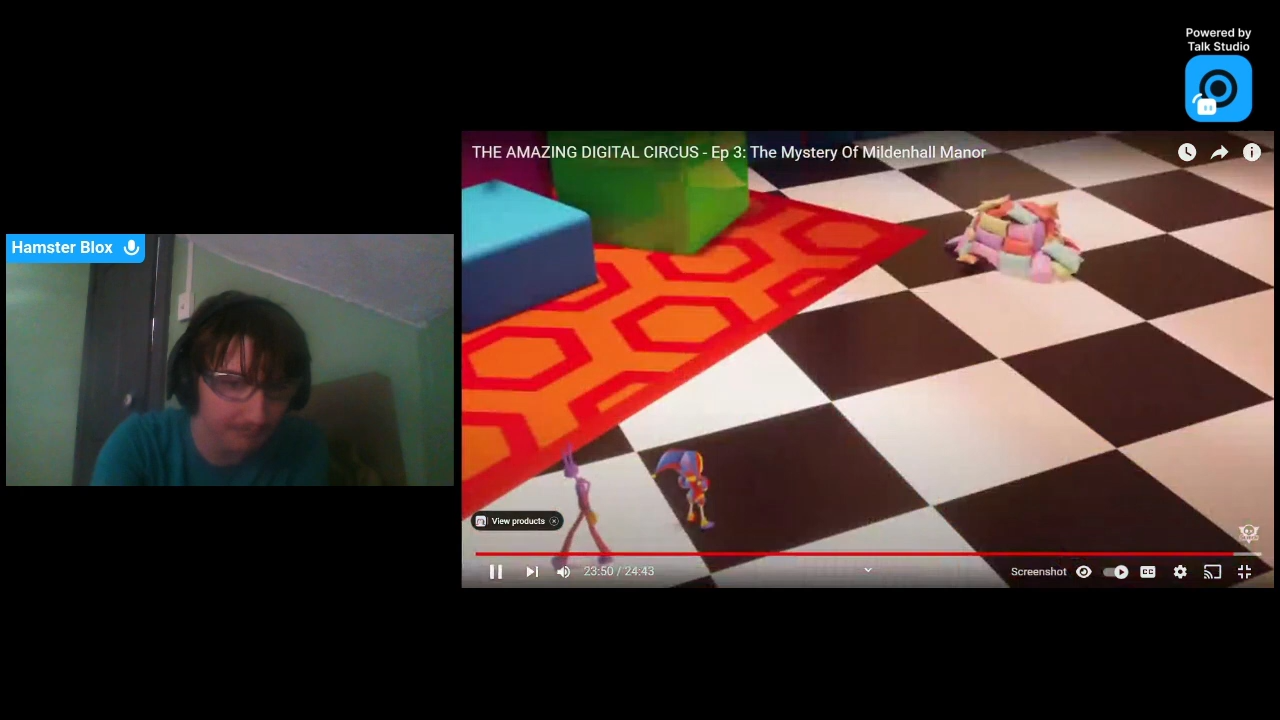 Powered by
Talk Studio
THE AMAZING DIGITAL CIRCUS - Ep 3: The Mystery Of Mildenhall Manor
Hamster Blox
View products
23:50 / 24:43
Screenshot
CC